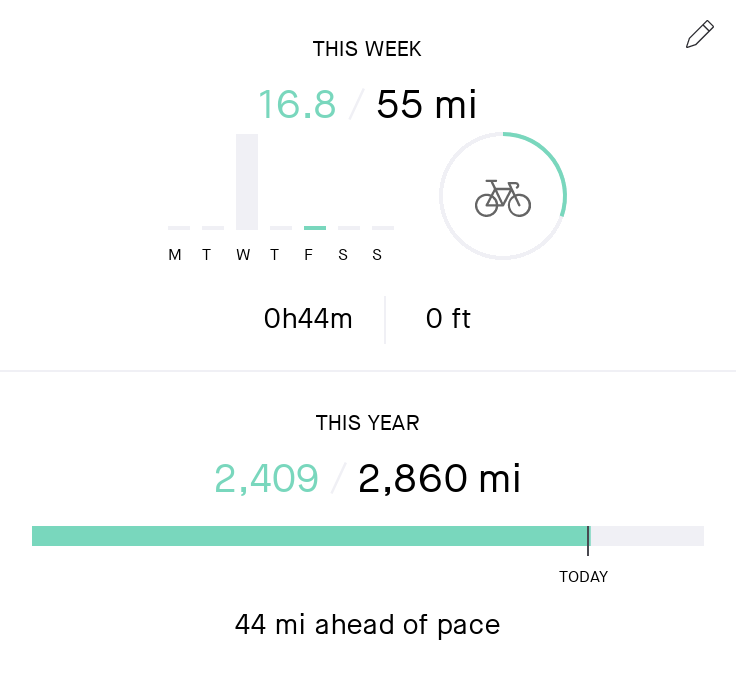 THIS WEEK
16.8 / 55 mi
M T W T F S S
0h44m 0 ft
THIS YEAR
2,409 / 2,860 mi
TODAY
44 mi ahead of pace